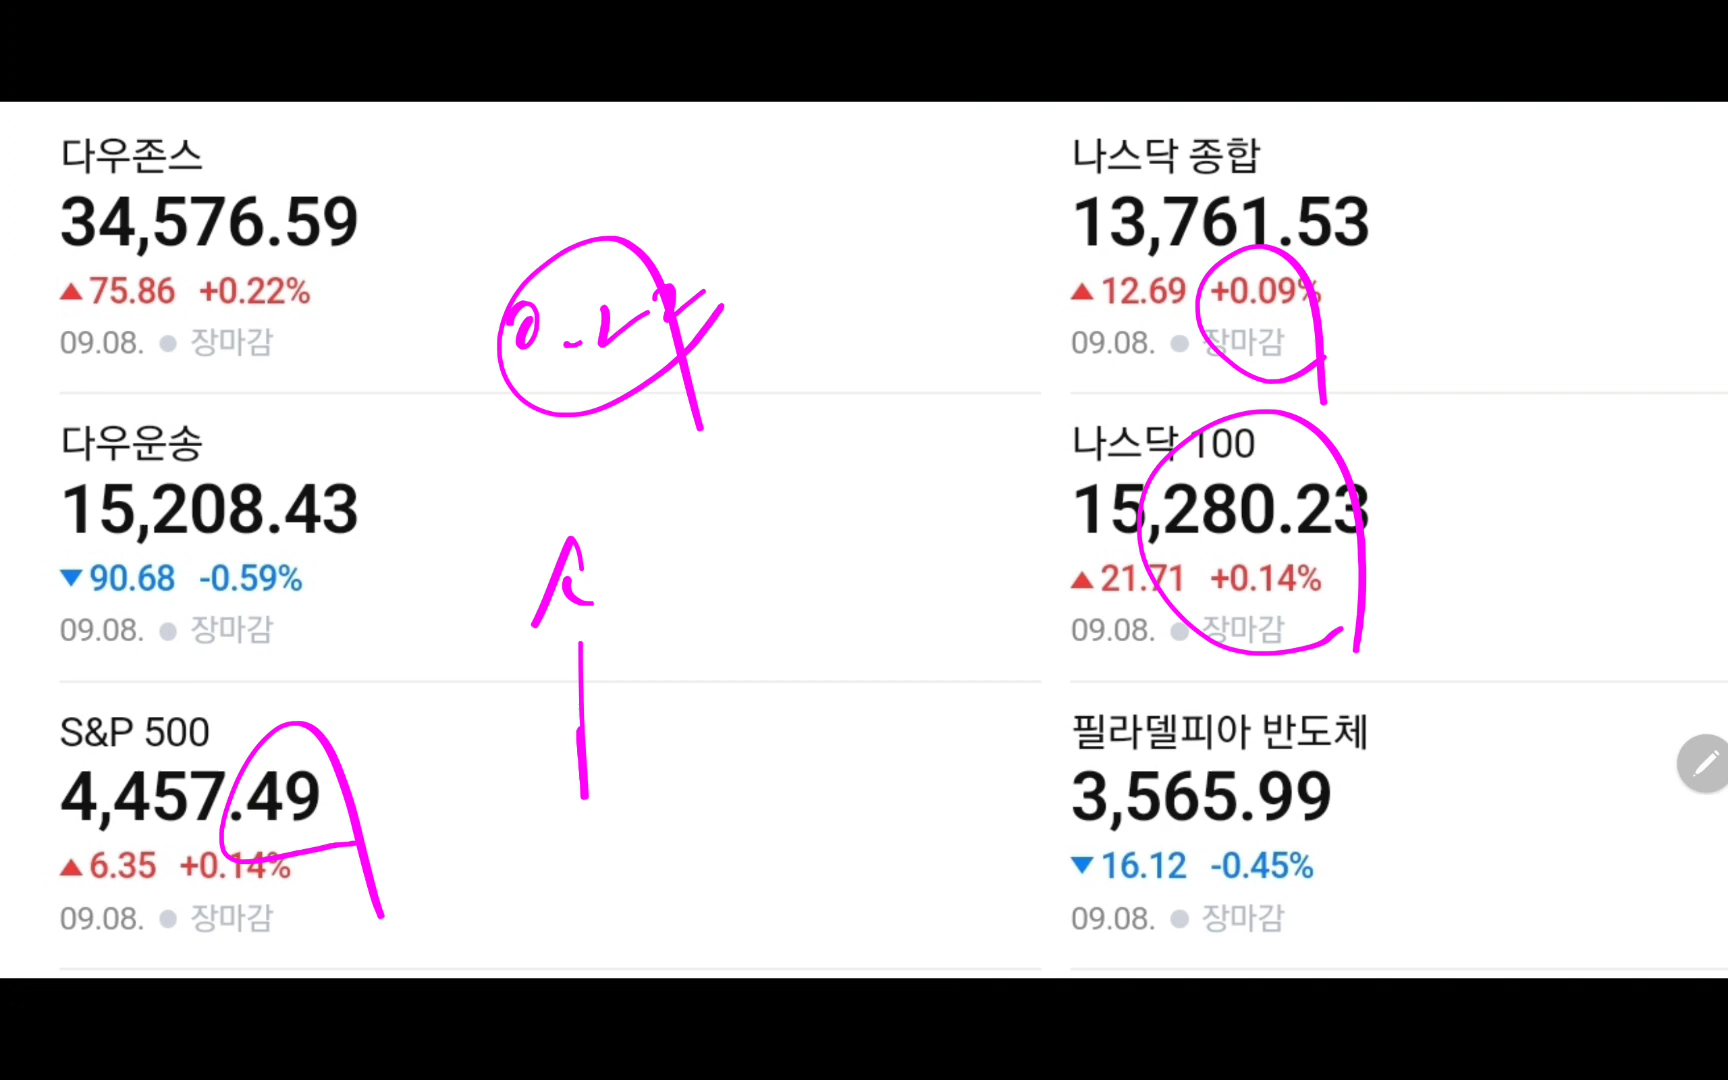 다우존스
34,576.59
▲ 75.86 +0.22%
09.08. ● 장마감
다우운송
15,208.43
▼ 90.68 -0.59%
09.08. ● 장마감
S&P 500
4,457.49
▲ 6.35 +0.14%
09.08. ● 장마감
나스닥 종합
13,761.53
▲ 12.69 +0.09%
09.08. ● 장마감
나스닥 100
15,280.23
▲ 21.71 +0.14%
09.08. ● 장마감
필라델피아 반도체
3,565.99
▼ 16.12 -0.45%
09.08. ● 장마감